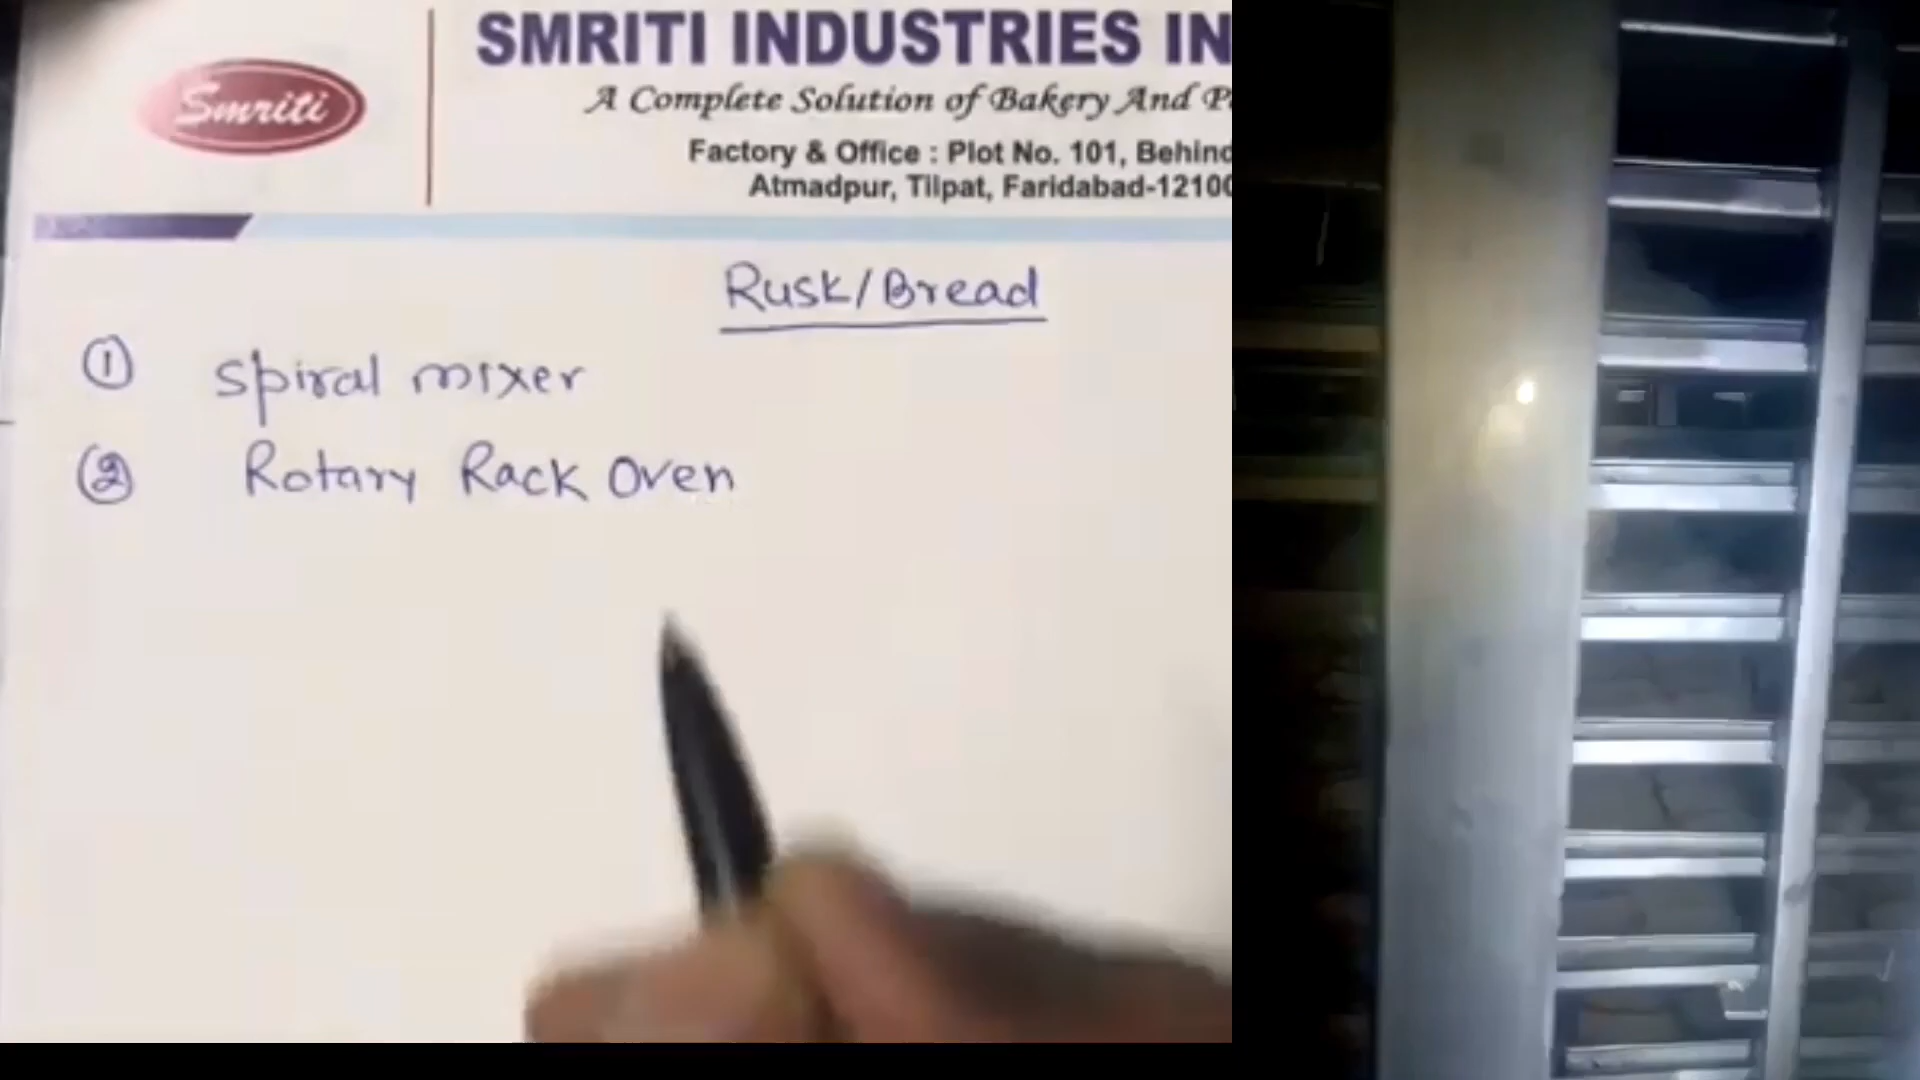 Smriti
SMRITI INDUSTRIES IN
A Complete Solution of Bakery And P
Factory & Office : Plot No. 101, Behind
Atmadpur, Tilpat, Faridabad-12100
Rusk/Bread
① Spiral mixer
② Rotary Rack Oven